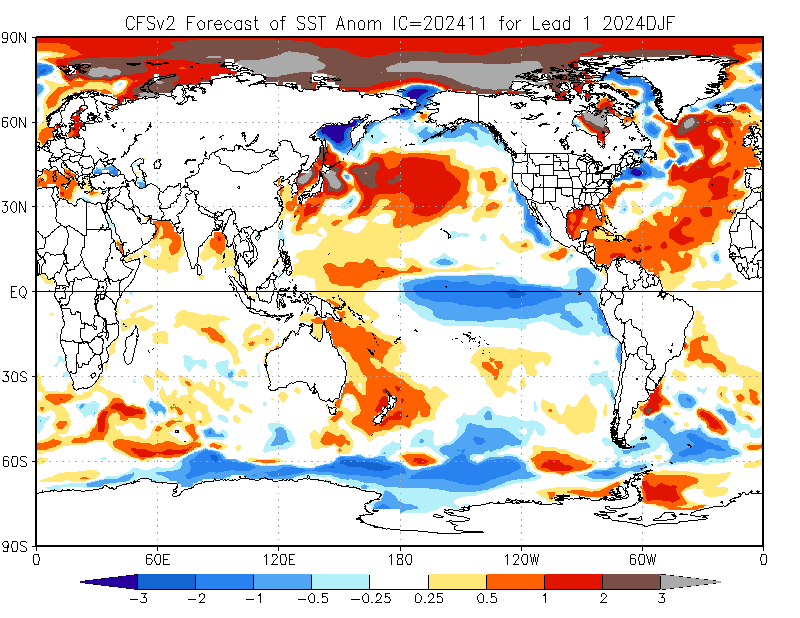 CFSv2 Forecast of SST Anom IC=202411 for Lead 1 2024DJF
90N
60N
30N
EQ
30S
60S
90S
0 60E 120E 180 120W 60W 0
-3 -2 -1 -0.5 -0.25 0.25 0.5 1 2 3